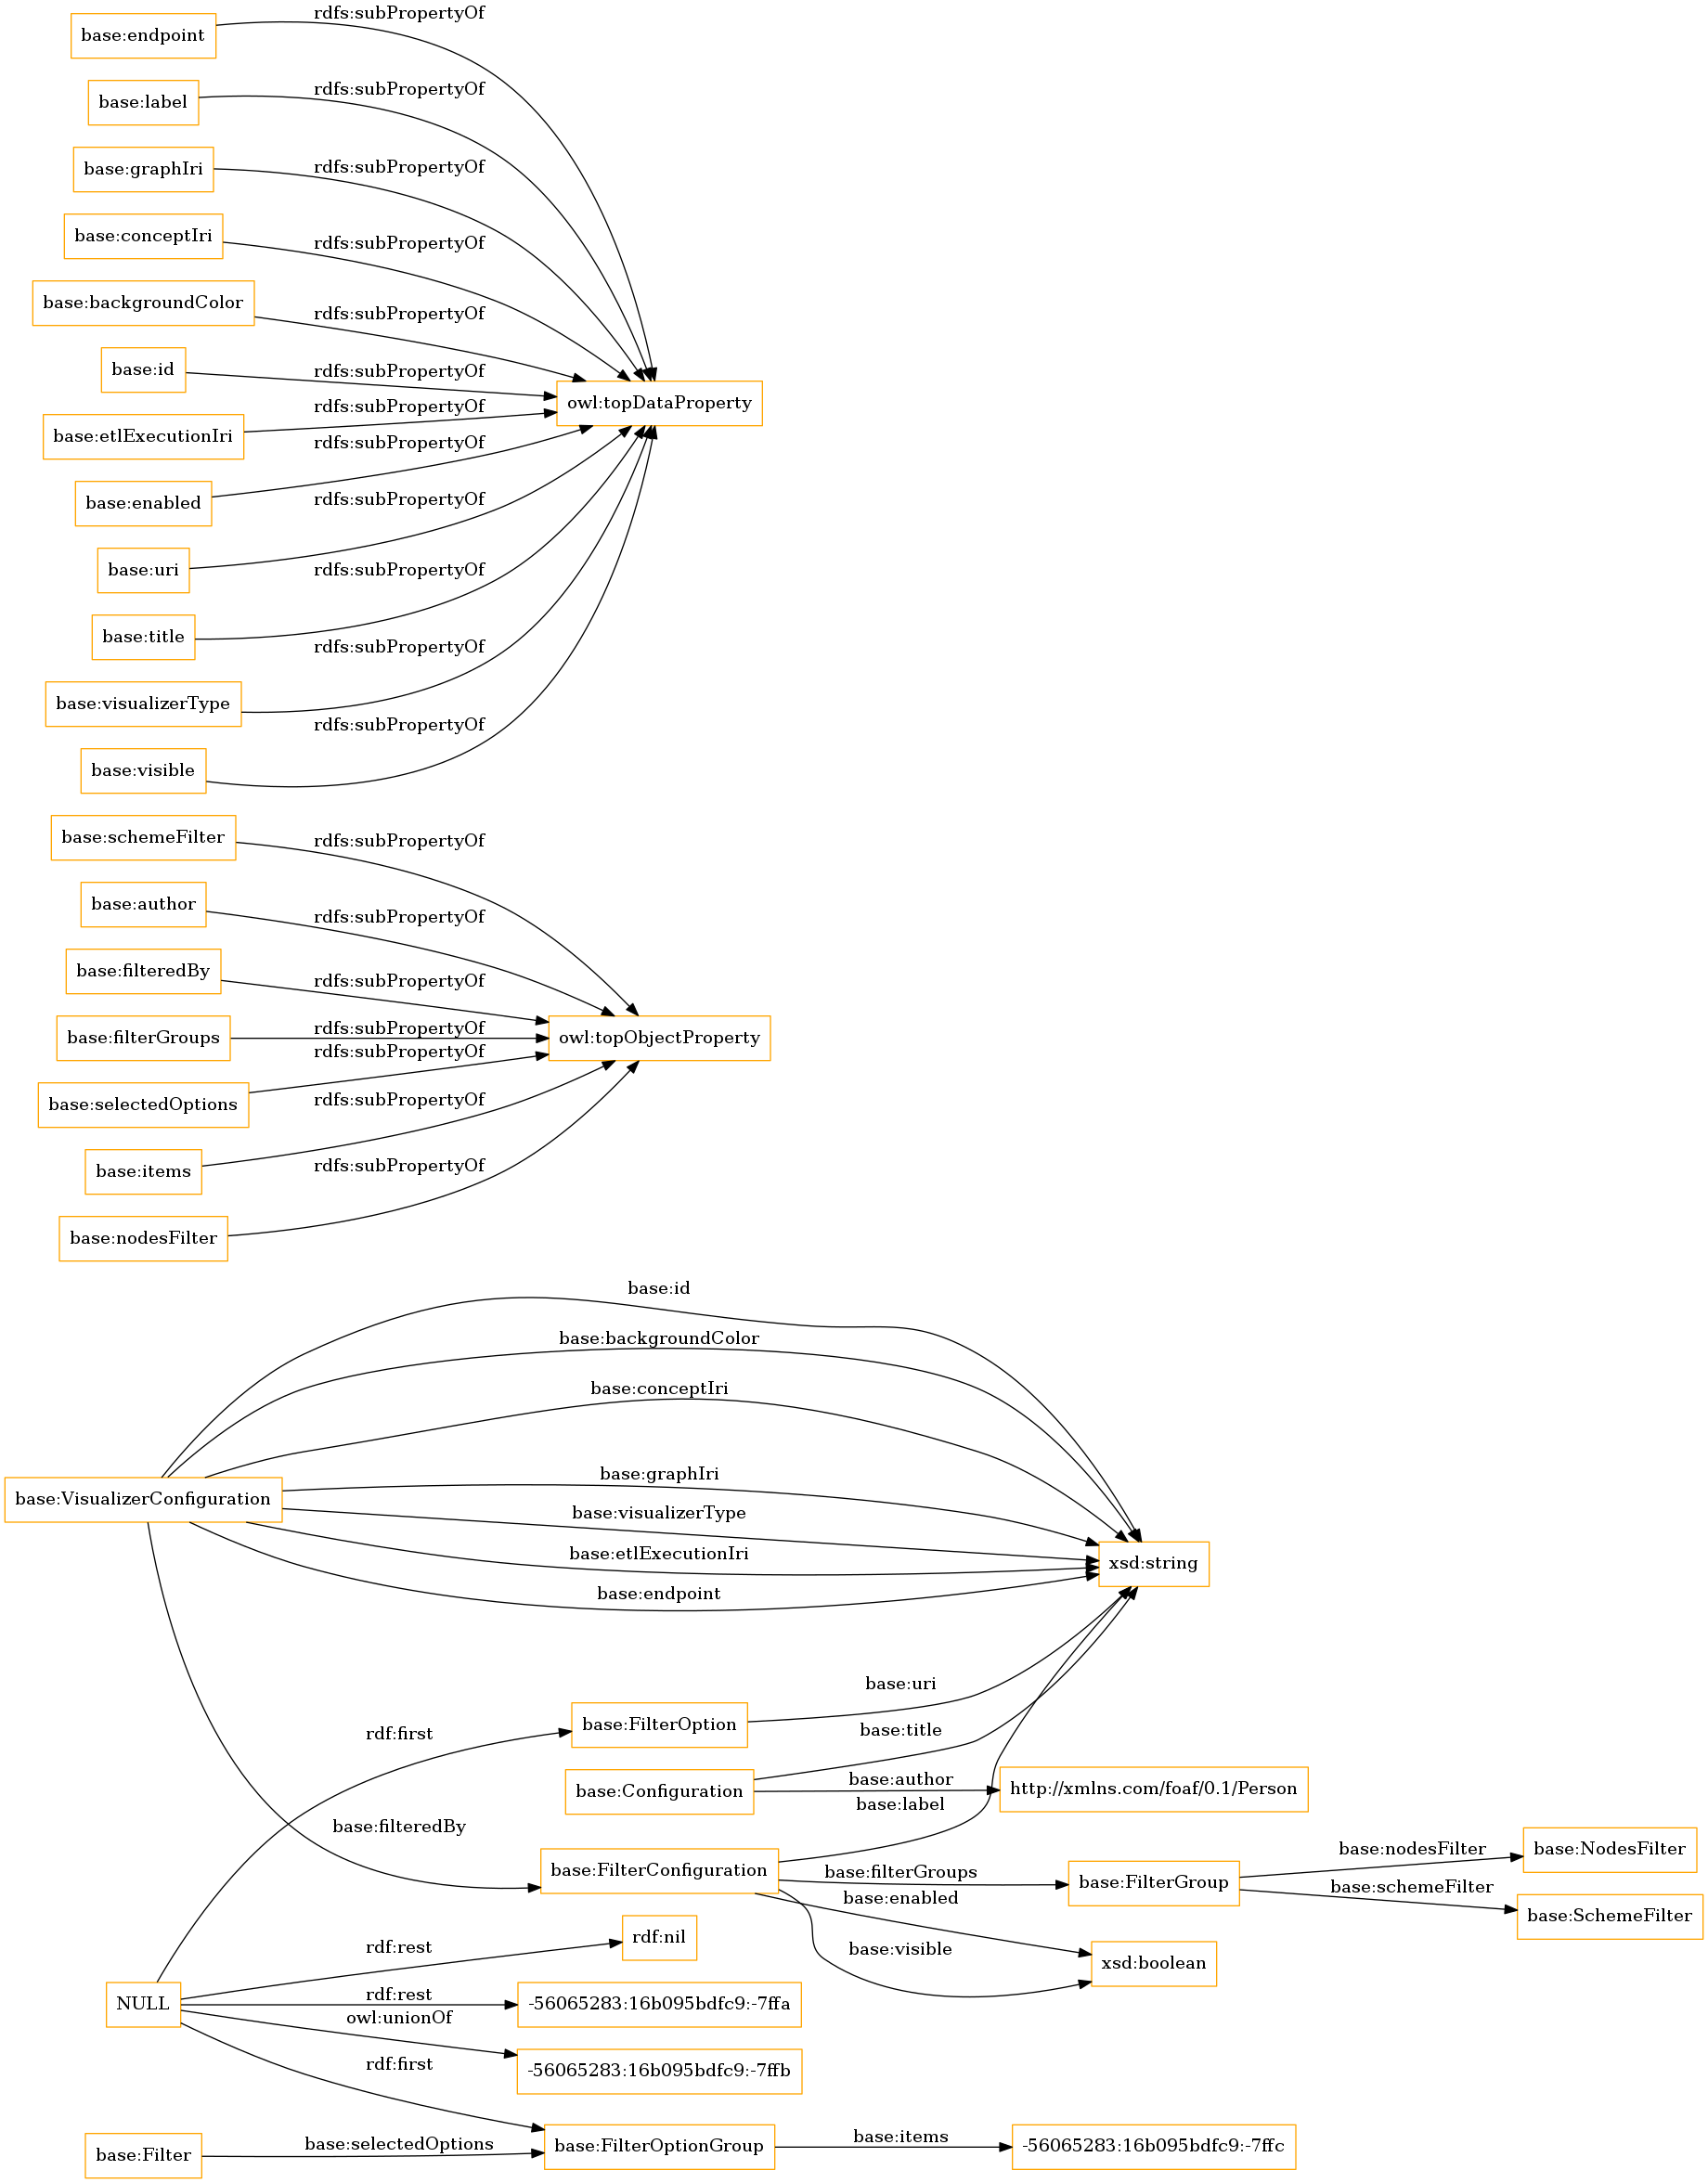 rdfs:subPropertyOf
base:endpoint
rdfs:subPropertyOf
base:label
rdfs:subPropertyOf
base:graphIri
base:conceptIri
rdfs:subPropertyOf
base:backgroundColor
rdfs:subPropertyOf
base:id
rdfs:subPropertyOf
owl:topDataProperty
rdfs:subPropertyOf
base:etlExecutionIri
rdfs:subPropertyOf
base:enabled
rdfs:subPropertyOf
base:uri
rdfs:subPropertyOf
base:title
rdfs:subPropertyOf
base:visualizerType
rdfs:subPropertyOf
base:visible
base:schemeFilter
rdfs:subPropertyOf
base:author
rdfs:subPropertyOf
base:filteredBy
rdfs:subPropertyOf
base:filterGroups
rdfs:subPropertyOf
owl:topObjectProperty
rdfs:subPropertyOf
base:selectedOptions
rdfs:subPropertyOf
base:items
rdfs:subPropertyOf
base:nodesFilter
base:id
base:backgroundColor
base:conceptIri
base:graphIri
base:VisualizerConfiguration
base:visualizerType
base:etlExecutionIri
xsd:string
base:endpoint
base:uri
rdf:first
base:FilterOption
base:title
base:author
base:Configuration
http://xmlns.com/foaf/0.1/Person
base:label
base:filteredBy
base:nodesFilter
base:NodesFilter
base:FilterConfiguration
base:filterGroups
base:FilterGroup
base:schemeFilter
base:enabled
base:SchemeFilter
rdf:rest
rdf:nil
base:visible
xsd:boolean
rdf:rest
NULL
-56065283:16b095bdfc9:-7ffa
owl:unionOf
rdf:first
-56065283:16b095bdfc9:-7ffb
base:selectedOptions
base:Filter
base:FilterOptionGroup
base:items
-56065283:16b095bdfc9:-7ffc